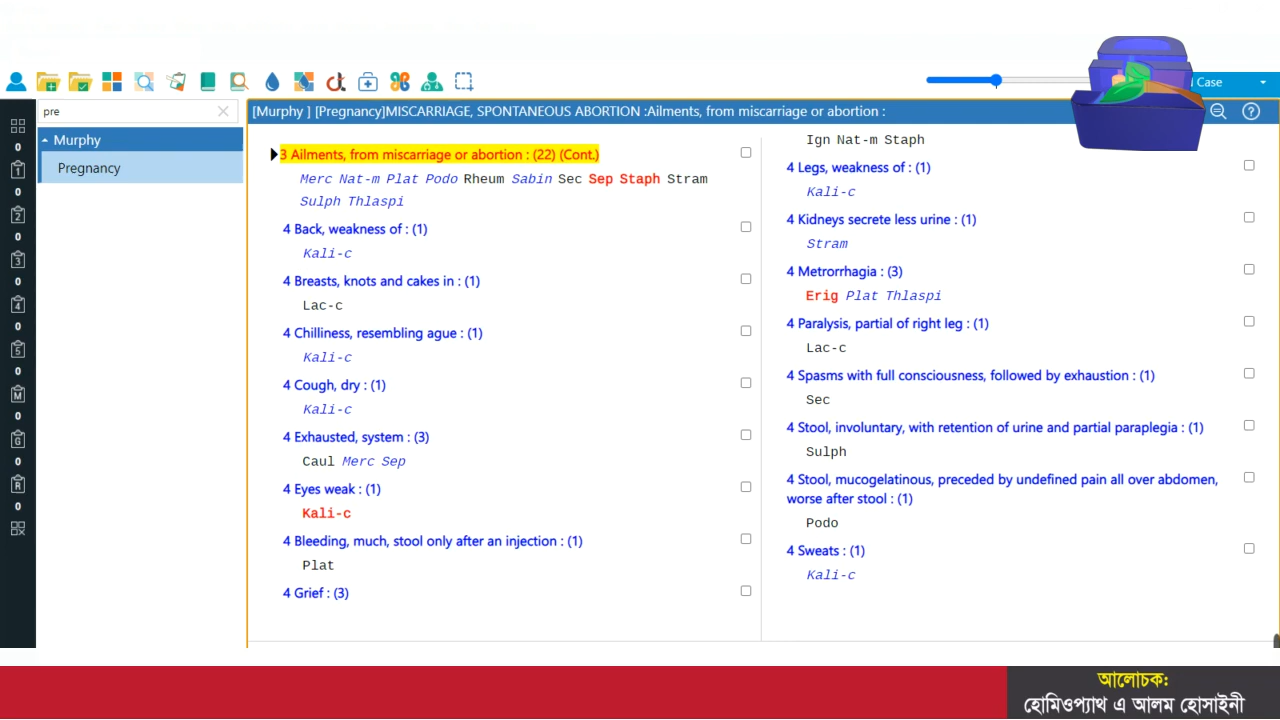 Case
pre
[Murphy ] [Pregnancy]MISCARRIAGE, SPONTANEOUS ABORTION :Ailments, from miscarriage or abortion :
Murphy
Pregnancy
0
1
0
2
0
3
0
4
0
5
0
M
0
G
0
R
0
3 Ailments, from miscarriage or abortion : (22) (Cont.)
Merc Nat-m Plat Podo Rheum Sabin Sec Sep Staph Stram
Sulph Thlaspi
4 Back, weakness of : (1)
Kali-c
4 Breasts, knots and cakes in : (1)
Lac-c
4 Chilliness, resembling ague : (1)
Kali-c
4 Cough, dry : (1)
Kali-c
4 Exhausted, system : (3)
Caul Merc Sep
4 Eyes weak : (1)
Kali-c
4 Bleeding, much, stool only after an injection : (1)
Plat
4 Grief : (3)
Ign Nat-m Staph
4 Legs, weakness of : (1)
Kali-c
4 Kidneys secrete less urine : (1)
Stram
4 Metrorrhagia : (3)
Erig Plat Thlaspi
4 Paralysis, partial of right leg : (1)
Lac-c
4 Spasms with full consciousness, followed by exhaustion : (1)
Sec
4 Stool, involuntary, with retention of urine and partial paraplegia : (1)
Sulph
4 Stool, mucogelatinous, preceded by undefined pain all over abdomen,
worse after stool : (1)
Podo
4 Sweats : (1)
Kali-c
আলোচক:
হোমিওপ্যাথ এ আলম হোসাইনী